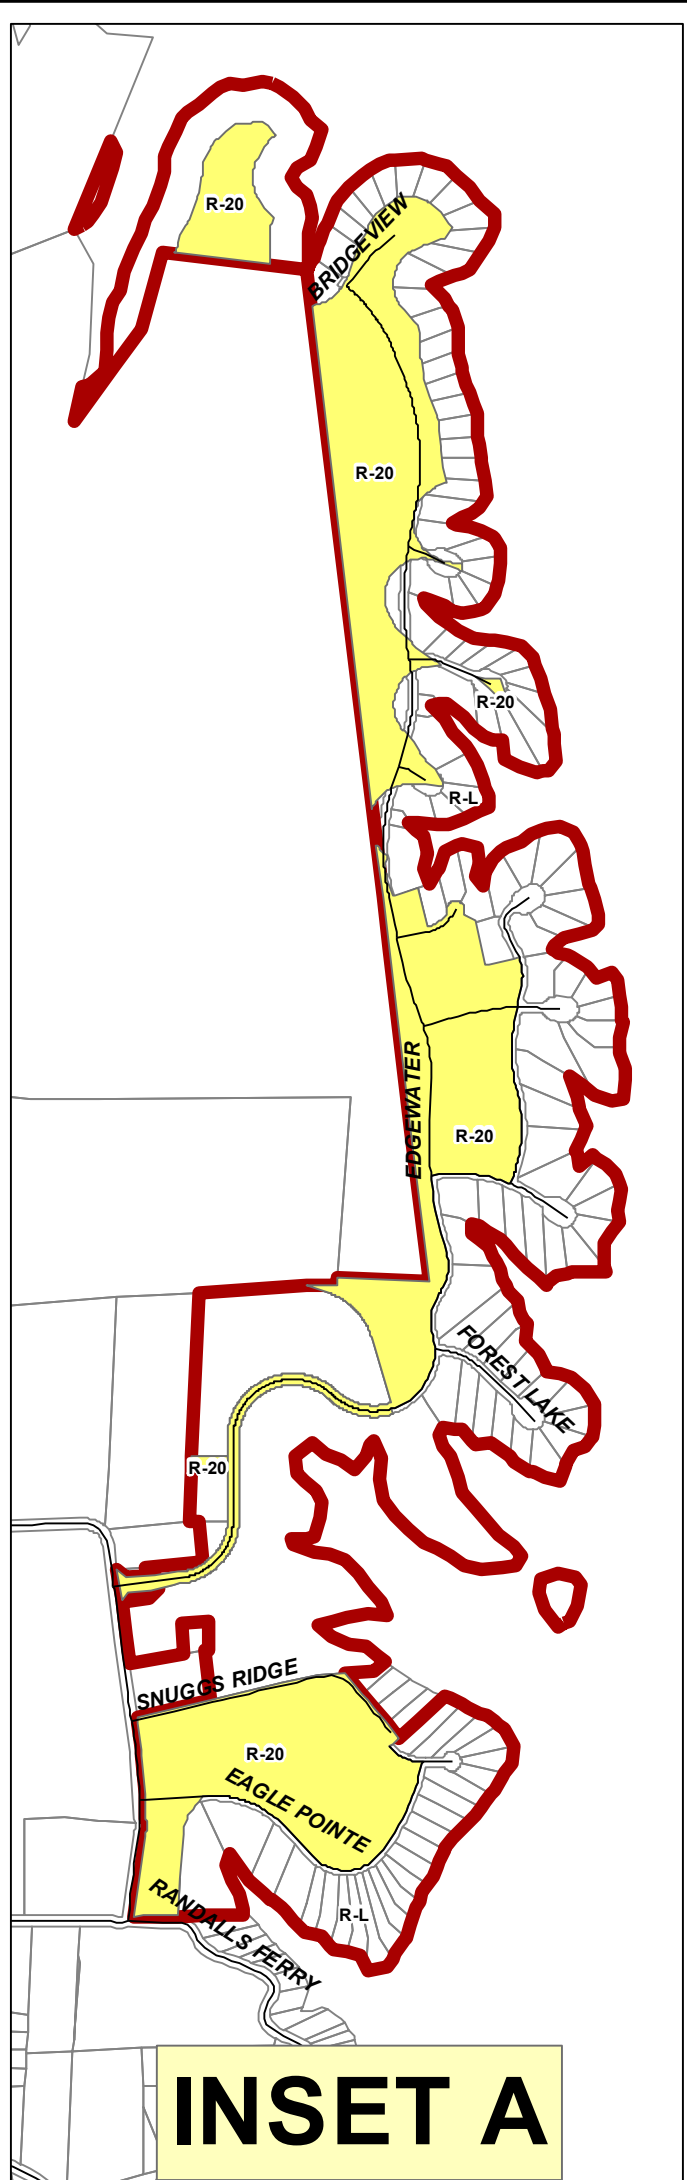 R-20
BRIDGEVIEW
R-20
R-20
R-L
EDGEWATER
R-20
FOREST LAKE
R-20
SNUGGS RIDGE
R-20
EAGLE POINTE
R-L
RANDALLS FERRY
INSET A